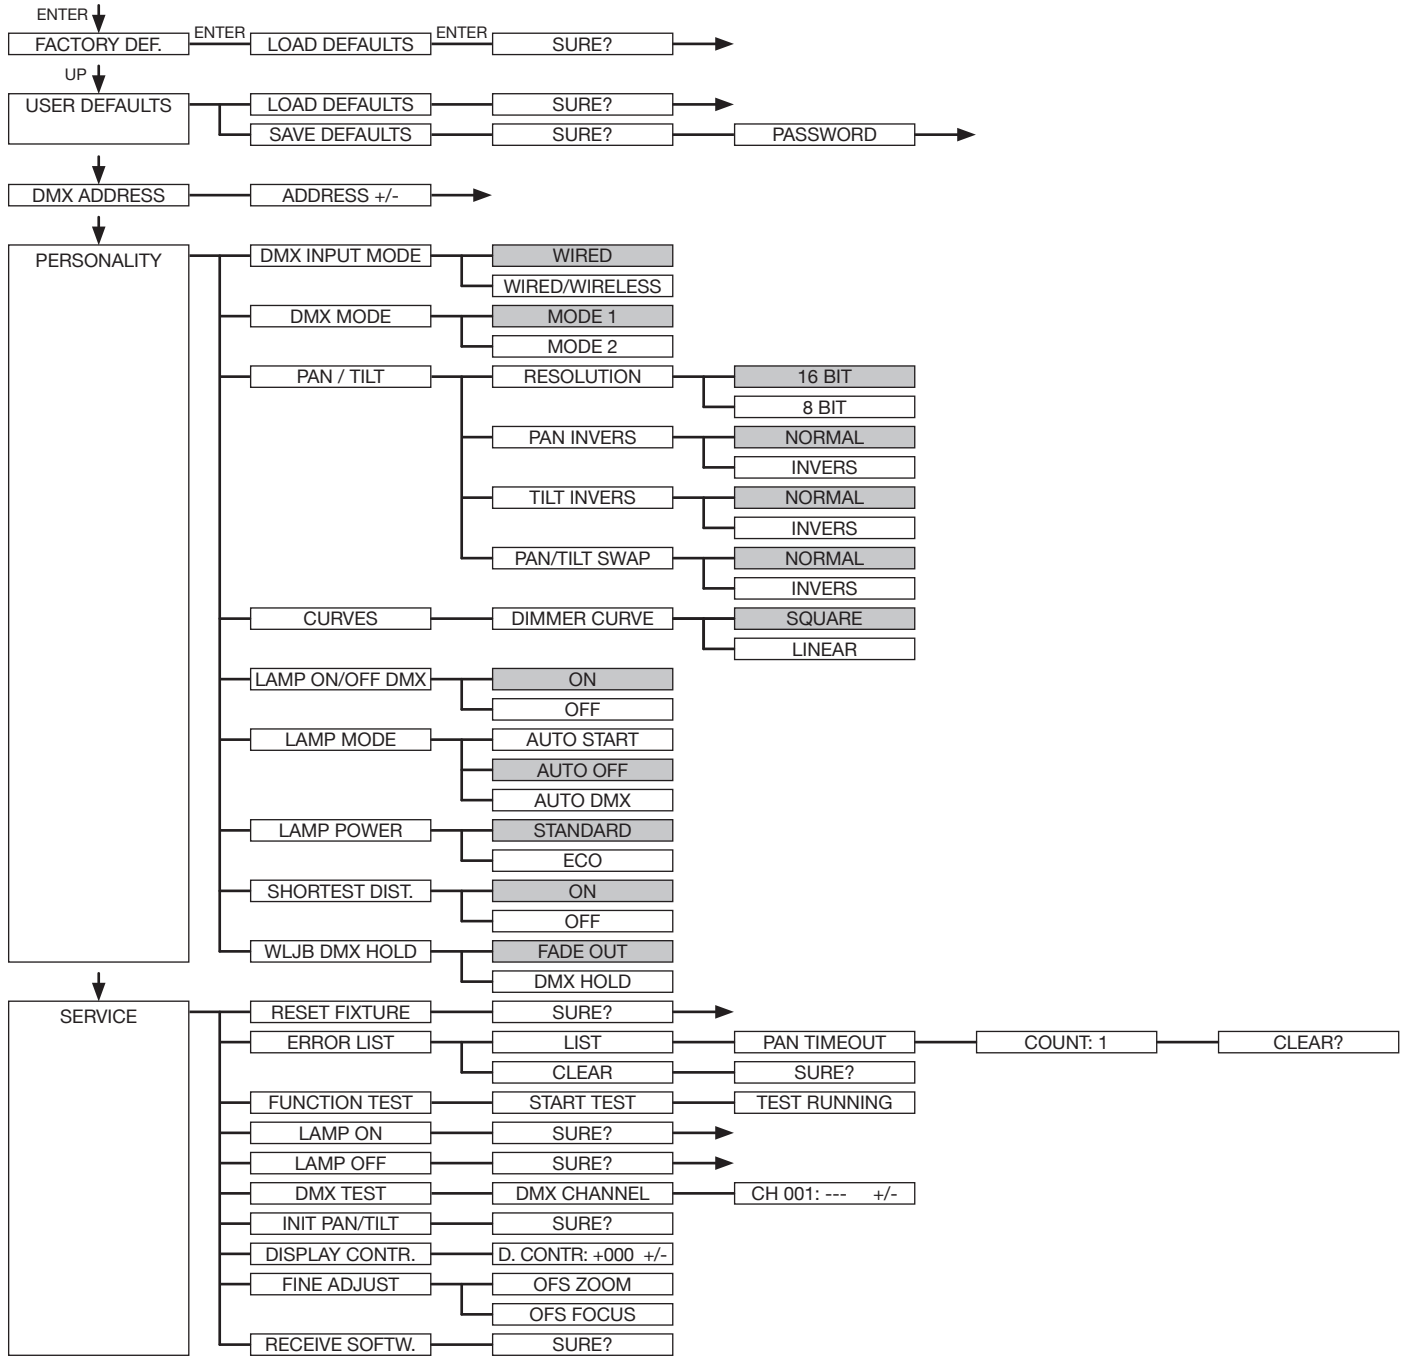 ENTER
FACTORY DEF. ENTER LOAD DEFAULTS ENTER SURE?
UP
USER DEFAULTS LOAD DEFAULTS SURE?
SAVE DEFAULTS SURE? PASSWORD
DMX ADDRESS ADDRESS +/-
PERSONALITY DMX INPUT MODE WIRED
WIRED/WIRELESS
DMX MODE MODE 1
MODE 2
PAN / TILT RESOLUTION 16 BIT
8 BIT
PAN INVERS NORMAL
INVERS
TILT INVERS NORMAL
INVERS
PAN/TILT SWAP NORMAL
INVERS
CURVES DIMMER CURVE SQUARE
LINEAR
LAMP ON/OFF DMX ON
OFF
LAMP MODE AUTO START
AUTO OFF
AUTO DMX
LAMP POWER STANDARD
ECO
SHORTEST DIST. ON
OFF
WLJB DMX HOLD FADE OUT
DMX HOLD
SERVICE RESET FIXTURE SURE?
ERROR LIST LIST PAN TIMEOUT COUNT: 1 CLEAR?
CLEAR SURE?
FUNCTION TEST START TEST TEST RUNNING
LAMP ON SURE?
LAMP OFF SURE?
DMX TEST DMX CHANNEL CH 001: --- +/-
INIT PAN/TILT SURE?
DISPLAY CONTR. D. CONTR: +000 +/-
FINE ADJUST OFS ZOOM
OFS FOCUS
RECEIVE SOFTW. SURE?